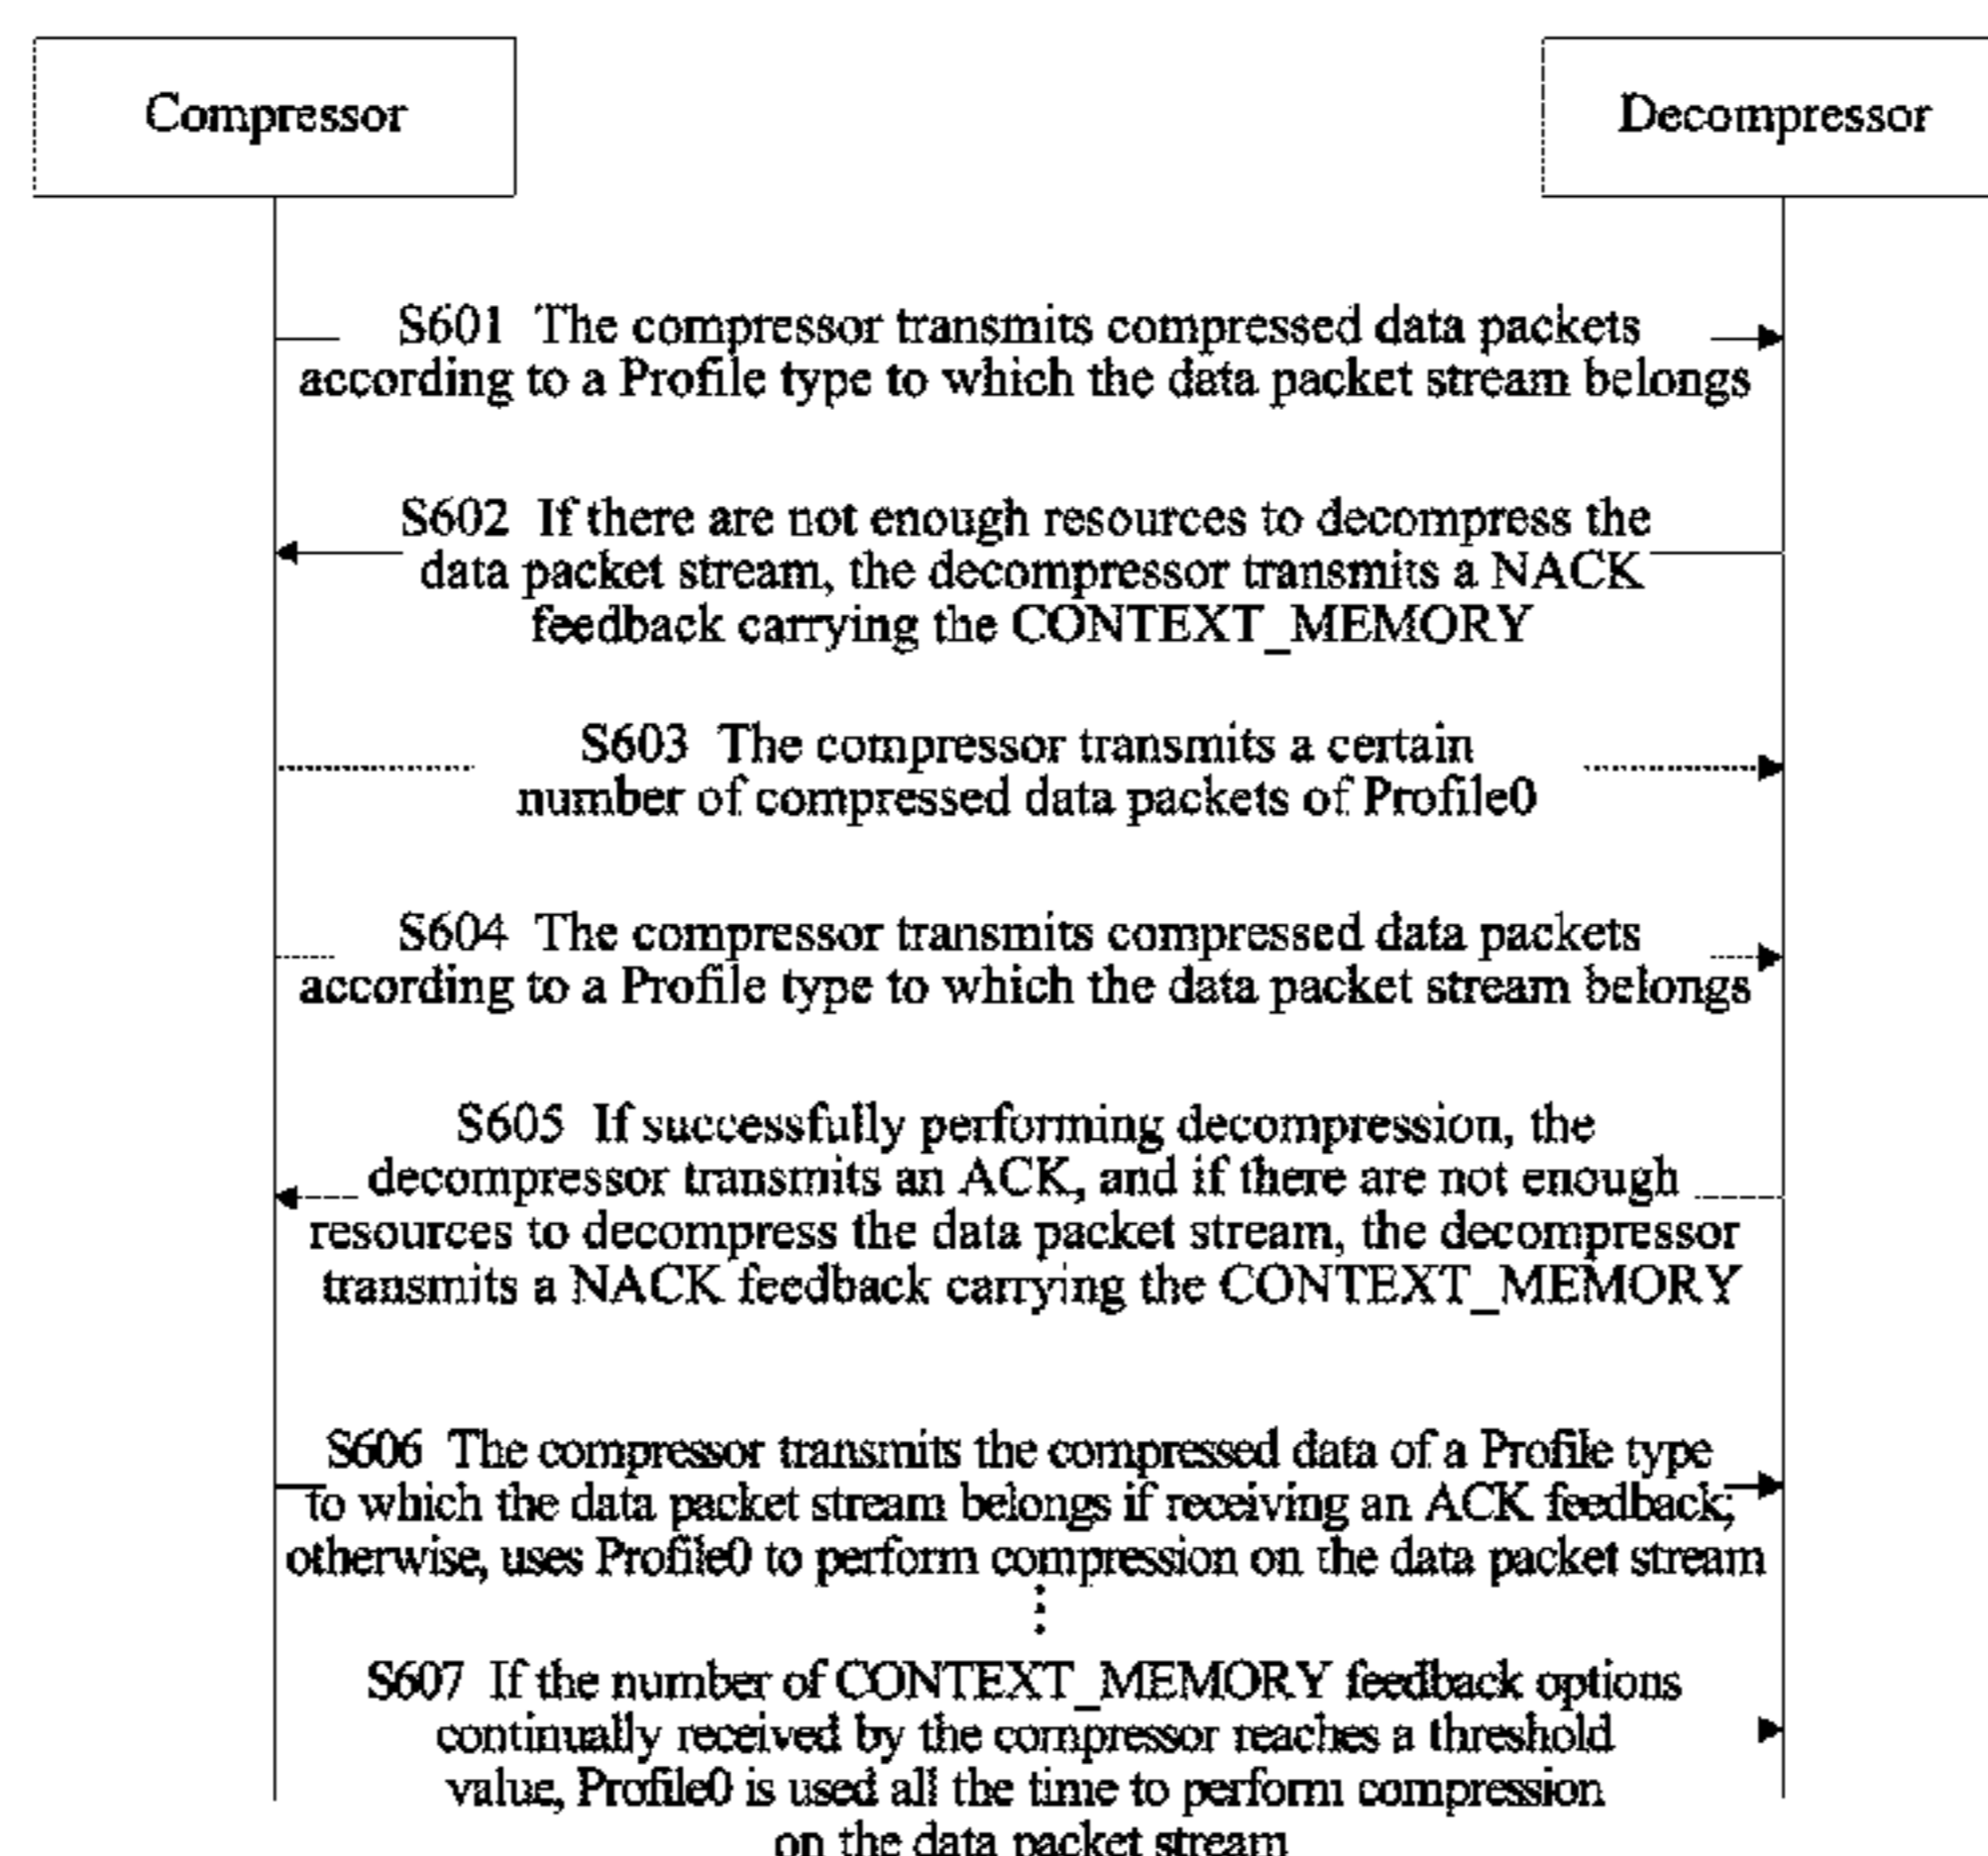 Compressor
Decompressor
S601 The compressor transmits compressed data packets
according to a Profile type to which the data packet stream belongs
S602 If there are not enough resources to decompress the
data packet stream, the decompressor transmits a NACK
feedback carrying the CONTEXT_MEMORY
S603 The compressor transmits a certain
number of compressed data packets of Profile0
S604 The compressor transmits compressed data packets
according to a Profile type to which the data packet stream belongs
S605 If successfully performing decompression, the
decompressor transmits an ACK, and if there are not enough
resources to decompress the data packet stream, the decompressor
transmits a NACK feedback carrying the CONTEXT_MEMORY
S606 The compressor transmits the compressed data of a Profile type
to which the data packet stream belongs if receiving an ACK feedback;
otherwise, uses Profile0 to perform compression on the data packet stream
S607 If the number of CONTEXT_MEMORY feedback options
continually received by the compressor reaches a threshold
value, Profile0 is used all the time to perform compression
on the data packet stream